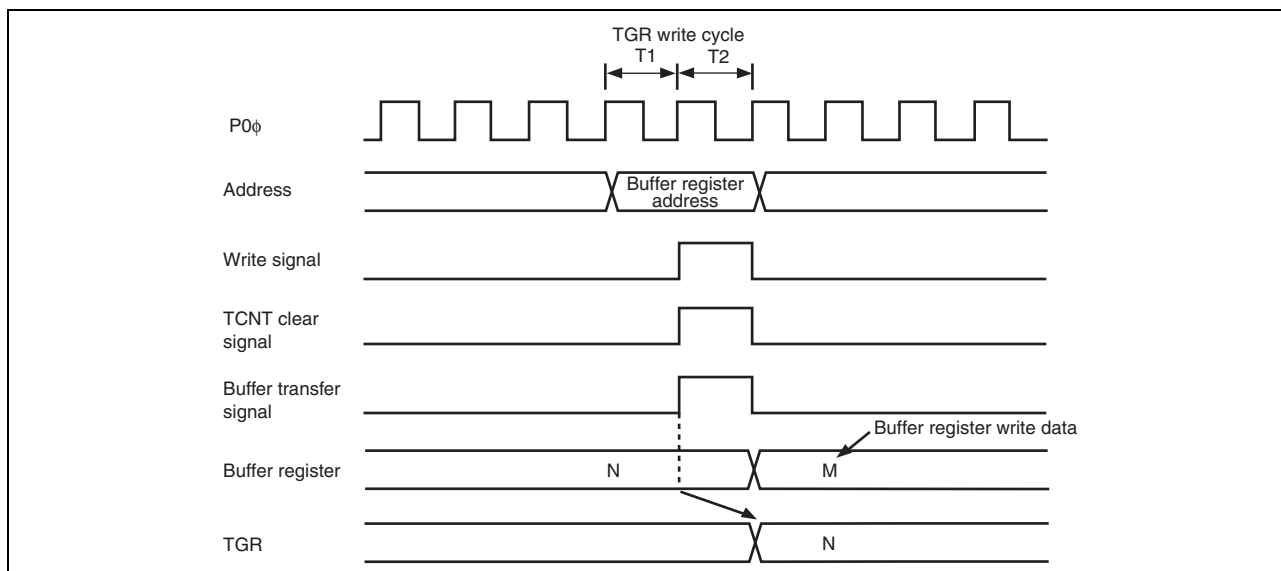 TGR write cycle
T1 T2
P0ϕ
Address
Buffer register
address
Write signal
TCNT clear
signal
Buffer transfer
signal
Buffer register write data
Buffer register
N
M
TGR
N